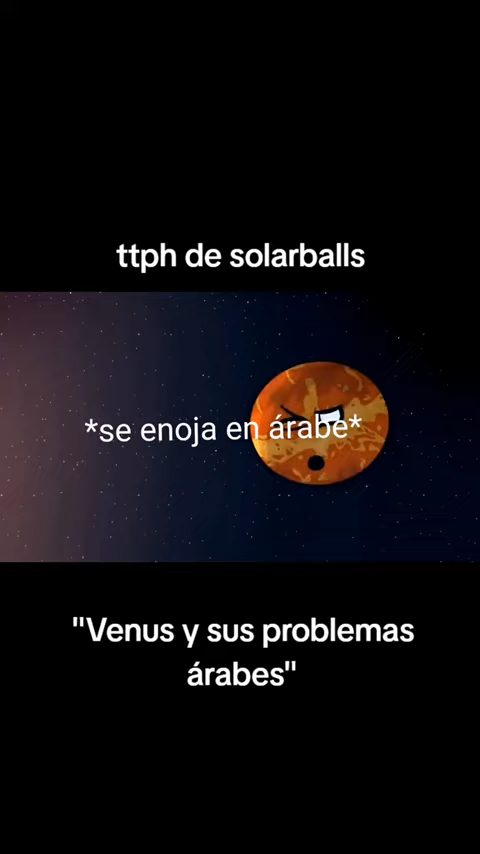 ttph de solarballs
*se enoja en árabe*
"Venus y sus problemas
árabes"